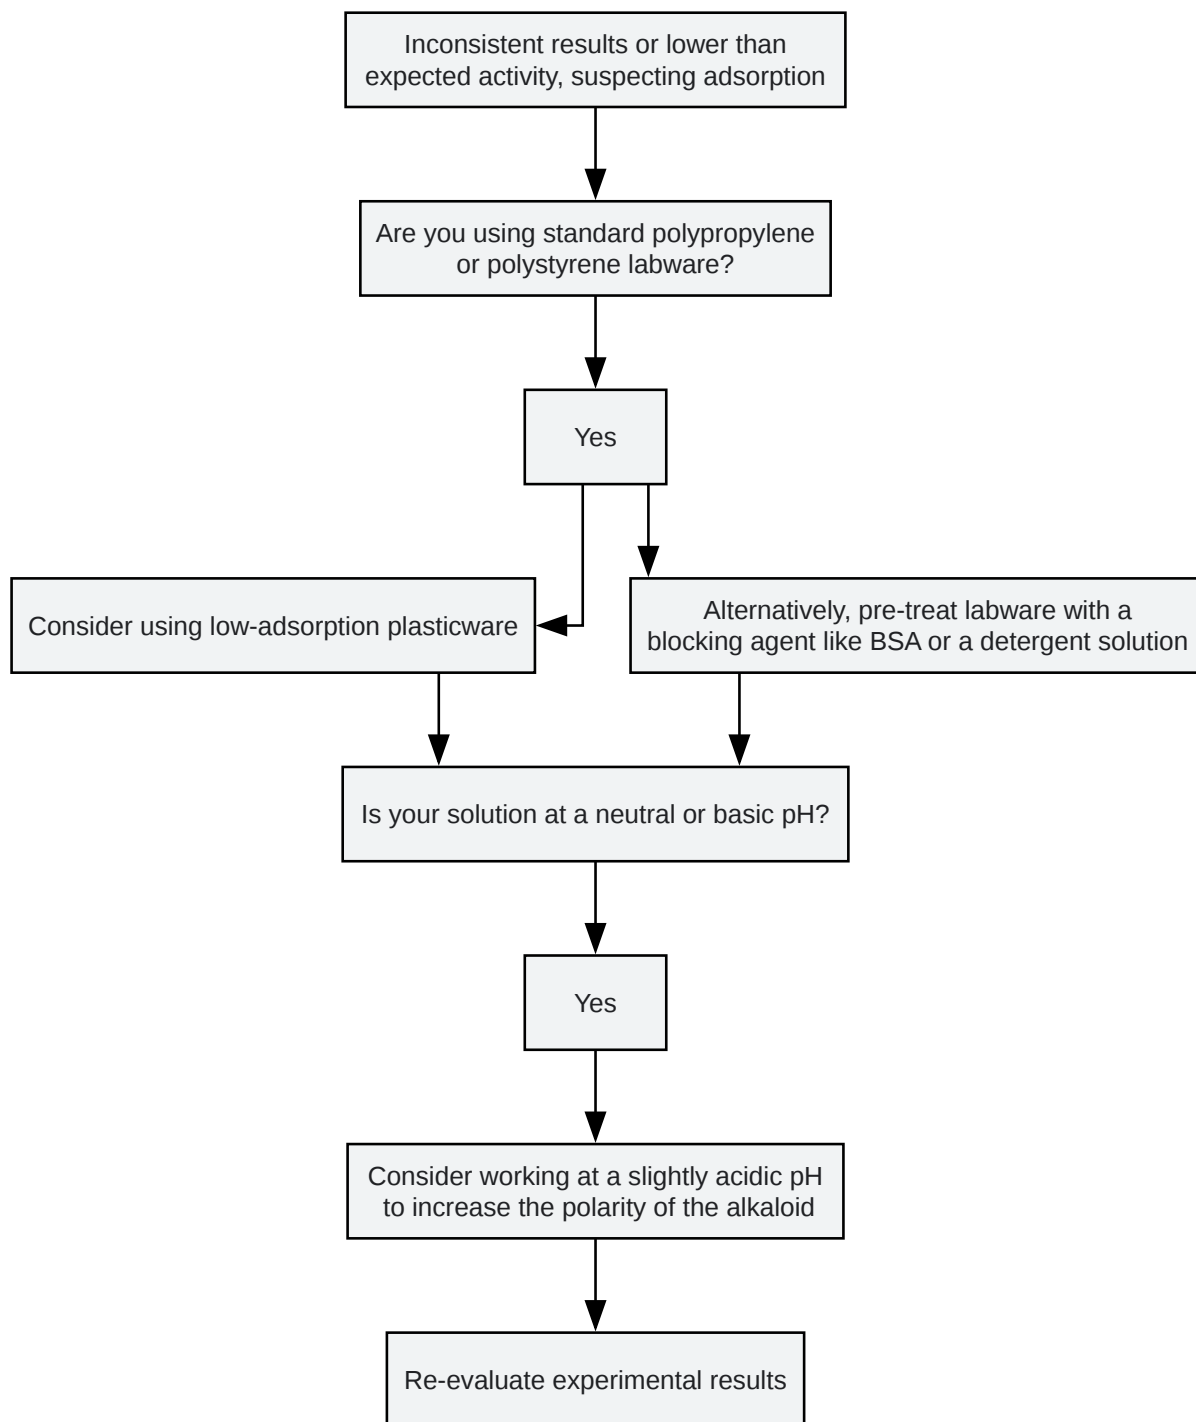 Inconsistent results or lower than
expected activity, suspecting adsorption
Are you using standard polypropylene
or polystyrene labware?
Yes
Consider using low-adsorption plasticware
Alternatively, pre-treat labware with a
blocking agent like BSA or a detergent solution
Is your solution at a neutral or basic pH?
Yes
Consider working at a slightly acidic pH
to increase the polarity of the alkaloid
Re-evaluate experimental results